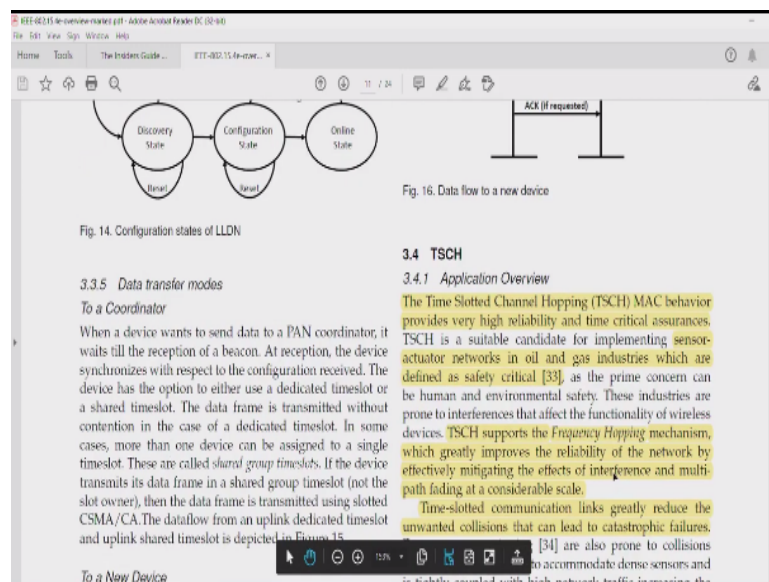 IEEE-802.15.4e-overview-markes.pdf - Adobe Acrobat Reader DC (32-bit)
File Edit View Sign Window Help
Home Tools The Insiders Guide ... IEEE-802.15.4e-over... ×
11 / 24
Discovery State
Configuration State
Online State
Reset
Reset
Fig. 14. Configuration states of LLDN
3.3.5 Data transfer modes
To a Coordinator
When a device wants to send data to a PAN coordinator, it
waits till the reception of a beacon. At reception, the device
synchronizes with respect to the configuration received. The
device has the option to either use a dedicated timeslot or
a shared timeslot. The data frame is transmitted without
contention in the case of a dedicated timeslot. In some
cases, more than one device can be assigned to a single
timeslot. These are called shared group timeslots. If the device
transmits its data frame in a shared group timeslot (not the
slot owner), then the data frame is transmitted using slotted
CSMA/CA.The dataflow from an uplink dedicated timeslot
and uplink shared timeslot is depicted in Figure 15.
To a New Device
ACK (if requested)
Fig. 16. Data flow to a new device
3.4 TSCH
3.4.1 Application Overview
The Time Slotted Channel Hopping (TSCH) MAC behavior
provides very high reliability and time critical assurances.
TSCH is a suitable candidate for implementing sensor-
actuator networks in oil and gas industries which are
defined as safety critical [33], as the prime concern can
be human and environmental safety. These industries are
prone to interferences that affect the functionality of wireless
devices. TSCH supports the Frequency Hopping mechanism,
which greatly improves the reliability of the network by
effectively mitigating the effects of interference and multi-
path fading at a considerable scale.
Time-slotted communication links greatly reduce the
unwanted collisions that can lead to catastrophic failures.
[34] are also prone to collisions
to accommodate dense sensors and
is tightly coupled with high network traffic increasing the